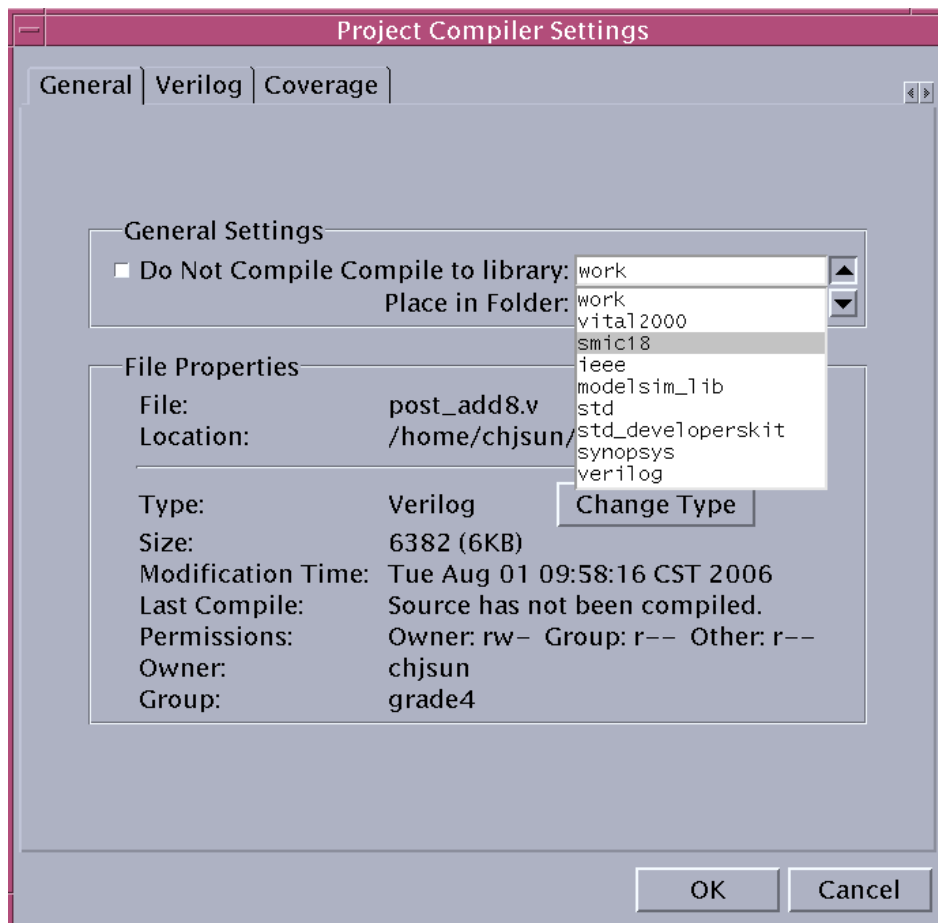 Project Compiler Settings
General Verilog Coverage
General Settings
Do Not Compile Compile to library: work
Place in Folder:
work
vital2000
smic18
ieee
modelsim_lib
std
std_developerskit
synopsys
verilog
File Properties
File: post_add8.v
Location: /home/chjsun/
Type: Verilog Change Type
Size: 6382 (6KB)
Modification Time: Tue Aug 01 09:58:16 CST 2006
Last Compile: Source has not been compiled.
Permissions: Owner: rw- Group: r-- Other: r--
Owner: chjsun
Group: grade4
OK Cancel